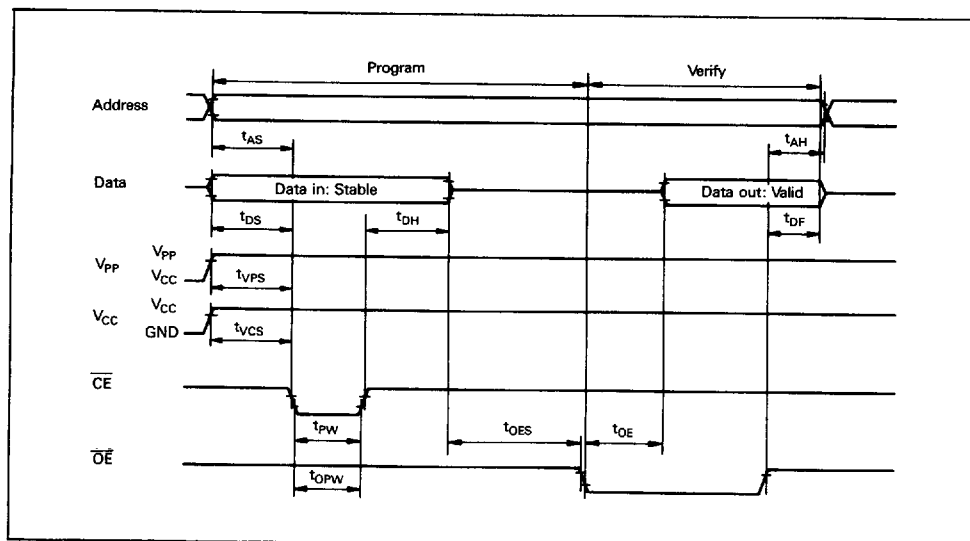 Program Verify
Address
tAS tAH
Data Data in: Stable Data out: Valid
tDS tDH tDF
VPP VPP
VCC tVPS
VCC VCC
GND tVCS
CE
tPW tOES tOE
OE
tOPW